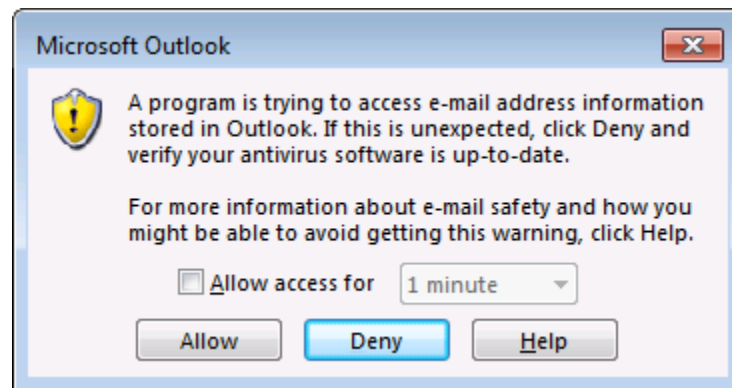 Microsoft Outlook
A program is trying to access e-mail address information
stored in Outlook. If this is unexpected, click Deny and
verify your antivirus software is up-to-date.
For more information about e-mail safety and how you
might be able to avoid getting this warning, click Help.
Allow access for 1 minute
Allow Deny Help